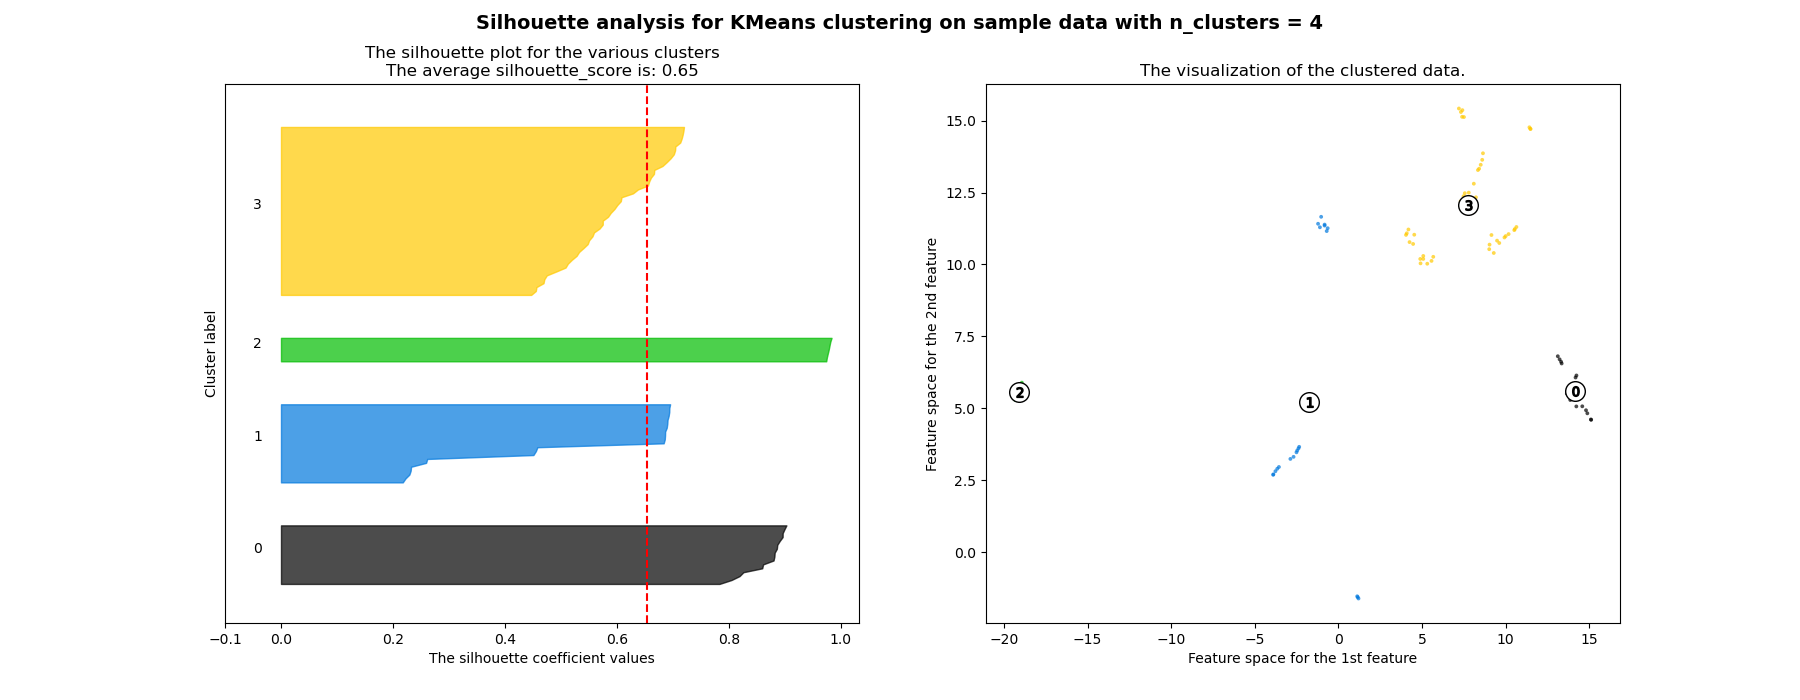 Silhouette analysis for KMeans clustering on sample data with n_clusters = 4
The silhouette plot for the various clusters
The average silhouette_score is: 0.65
Cluster label
3
2
1
0
−0.1 0.0 0.2 0.4 0.6 0.8 1.0
The silhouette coefficient values
The visualization of the clustered data.
Feature space for the 2nd feature
15.0
12.5
10.0
7.5
5.0
2.5
0.0
3
2
1
0
−20 −15 −10 −5 0 5 10 15
Feature space for the 1st feature